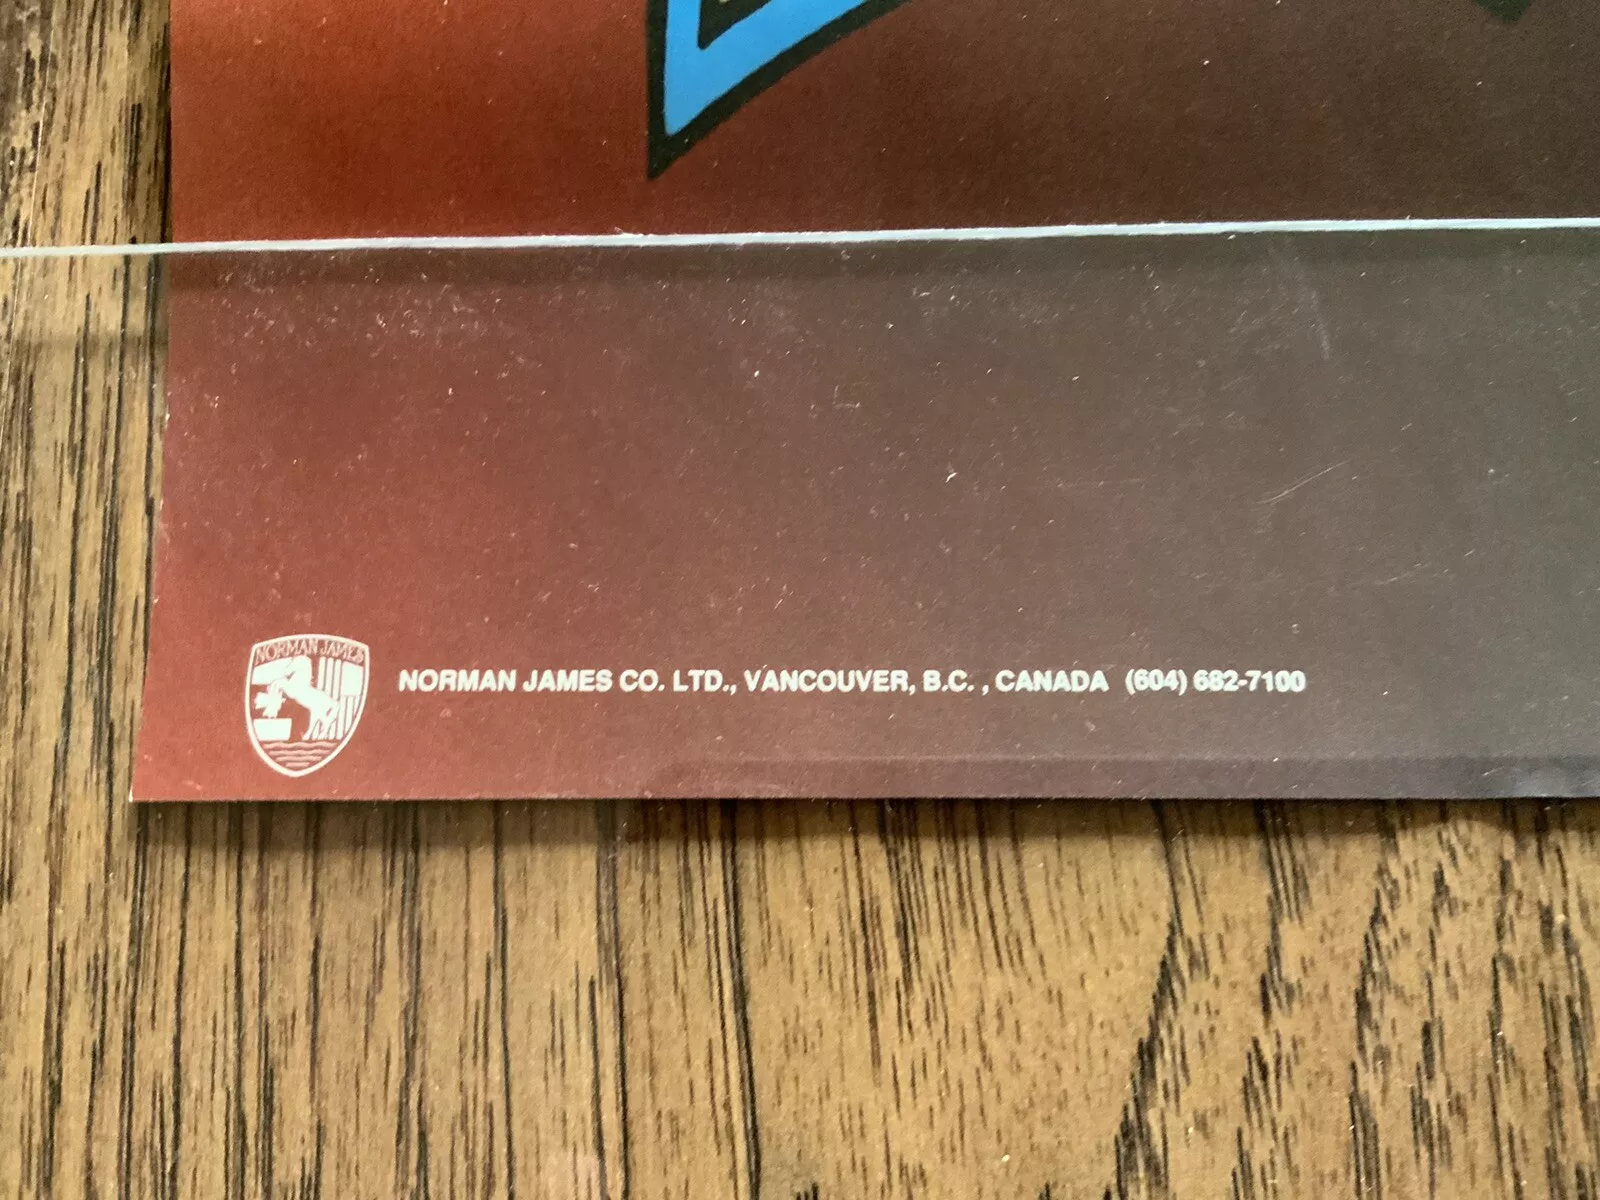 NORMAN JAMES
NORMAN JAMES CO. LTD., VANCOUVER, B.C. , CANADA (604) 682-7100